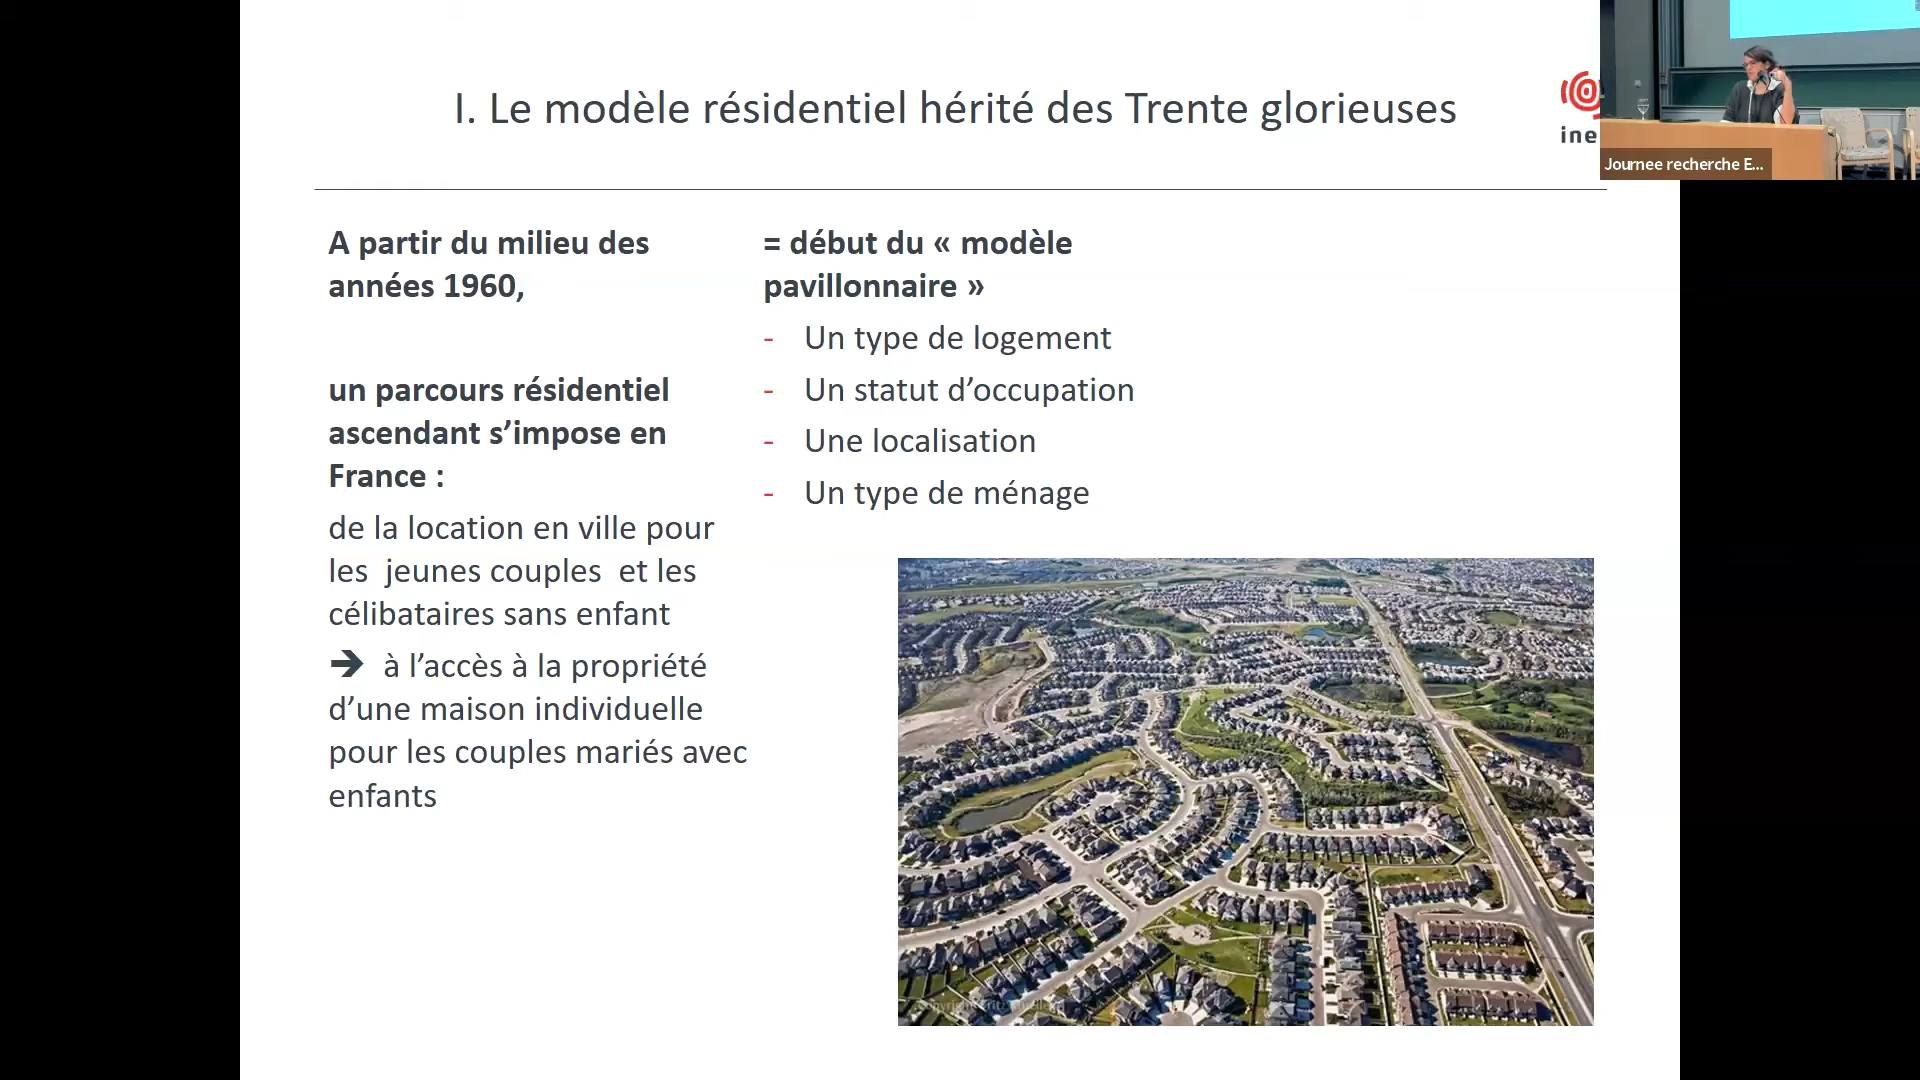 I. Le modèle résidentiel hérité des Trente glorieuses
ine
Journee recherche E...
A partir du milieu des
années 1960,
un parcours résidentiel
ascendant s’impose en
France :
de la location en ville pour
les jeunes couples et les
célibataires sans enfant
➔ à l’accès à la propriété
d’une maison individuelle
pour les couples mariés avec
enfants
= début du « modèle
pavillonnaire »
- Un type de logement
- Un statut d’occupation
- Une localisation
- Un type de ménage